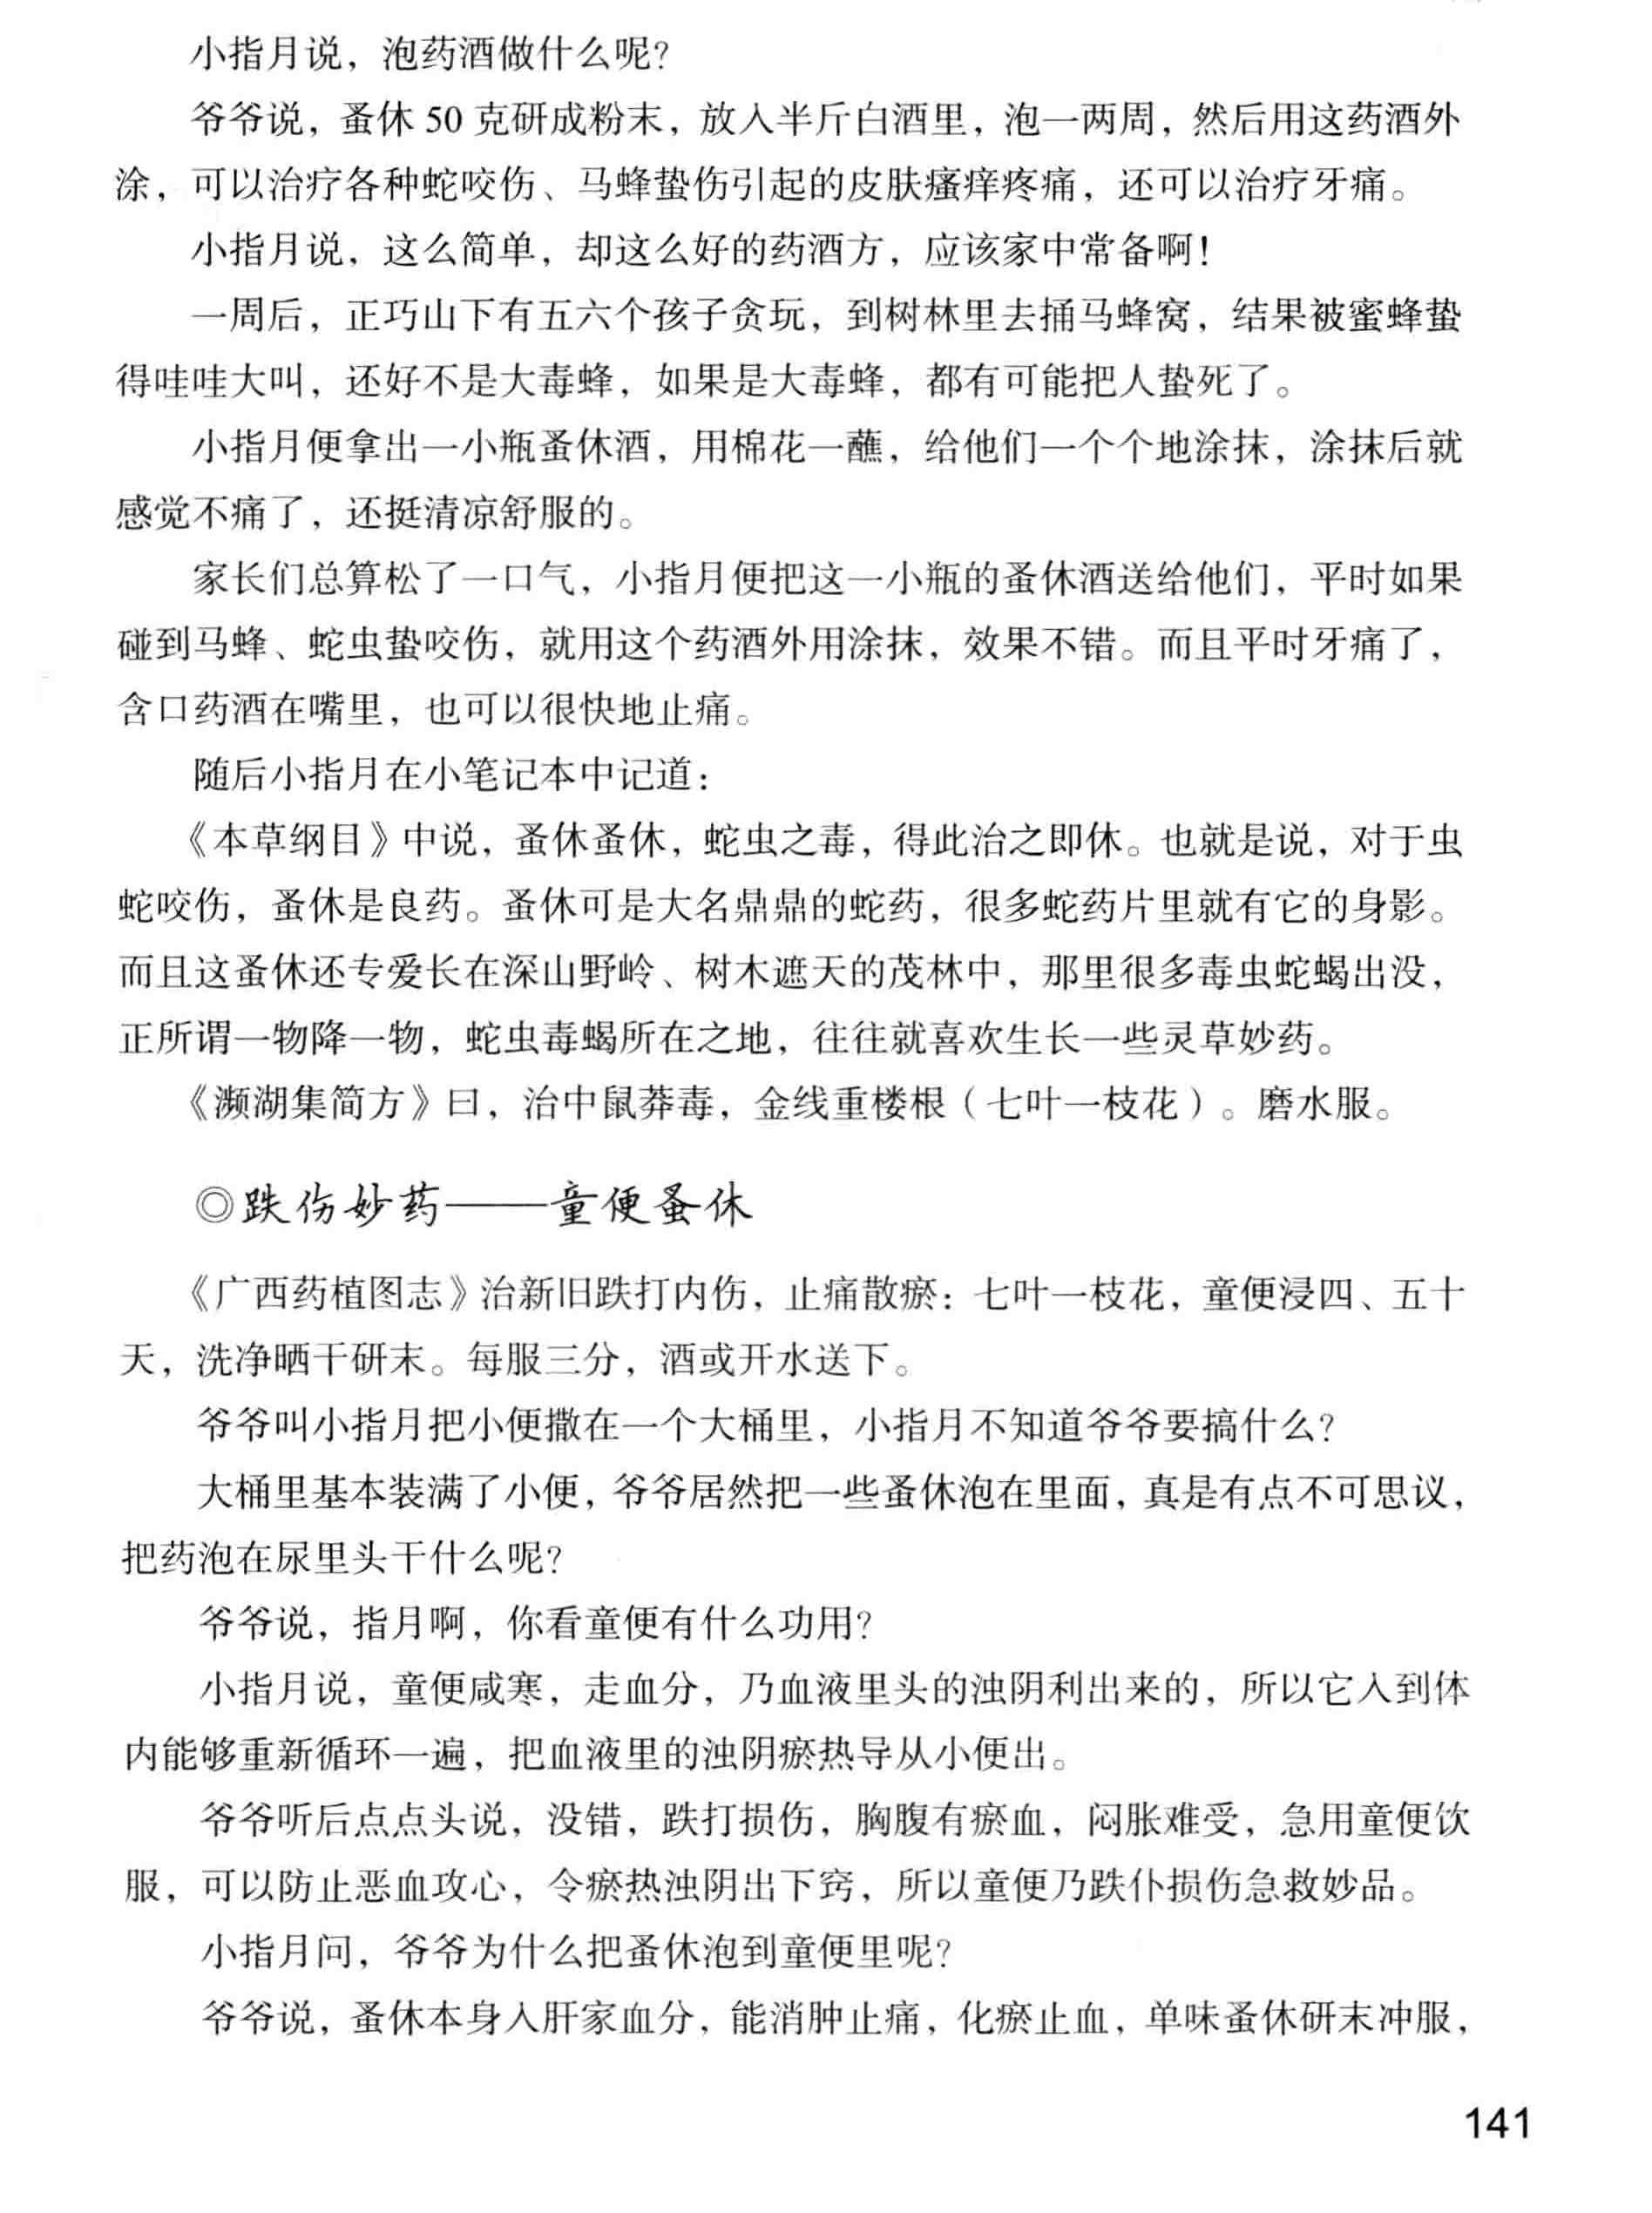 小指月说，泡药酒做什么呢？
爷爷说，蚤休 50 克研成粉末，放入半斤白酒里，泡一两周，然后用这药酒外
涂，可以治疗各种蛇咬伤、马蜂蛰伤引起的皮肤瘙痒疼痛，还可以治疗牙痛。
小指月说，这么简单，却这么好的药酒方，应该家中常备啊！
一周后，正巧山下有五六个孩子贪玩，到树林里去捅马蜂窝，结果被蜜蜂蛰
得哇哇大叫，还好不是大毒蜂，如果是大毒蜂，都有可能把人蛰死了。
小指月便拿出一小瓶蚤休酒，用棉花一蘸，给他们一个个地涂抹，涂抹后就
感觉不痛了，还挺清凉舒服的。
家长们总算松了一口气，小指月便把这一小瓶的蚤休酒送给他们，平时如果
碰到马蜂、蛇虫蛰咬伤，就用这个药酒外用涂抹，效果不错。而且平时牙痛了，
含口药酒在嘴里，也可以很快地止痛。
随后小指月在小笔记本中记道：
《本草纲目》中说，蚤休蚤休，蛇虫之毒，得此治之即休。也就是说，对于虫
蛇咬伤，蚤休是良药。蚤休可是大名鼎鼎的蛇药，很多蛇药片里就有它的身影。
而且这蚤休还专爱长在深山野岭、树木遮天的茂林中，那里很多毒虫蛇蝎出没，
正所谓一物降一物，蛇虫毒蝎所在之地，往往就喜欢生长一些灵草妙药。
《濒湖集简方》曰，治中鼠莽毒，金线重楼根（七叶一枝花）。磨水服。
◎跌伤妙药——童便蚤休
《广西药植图志》治新旧跌打内伤，止痛散瘀：七叶一枝花，童便浸四、五十
天，洗净晒干研末。每服三分，酒或开水送下。
爷爷叫小指月把小便撒在一个大桶里，小指月不知道爷爷要搞什么？
大桶里基本装满了小便，爷爷居然把一些蚤休泡在里面，真是有点不可思议，
把药泡在尿里头干什么呢？
爷爷说，指月啊，你看童便有什么功用？
小指月说，童便咸寒，走血分，乃血液里头的浊阴利出来的，所以它入到体
内能够重新循环一遍，把血液里的浊阴瘀热导从小便出。
爷爷听后点点头说，没错，跌打损伤，胸腹有瘀血，闷胀难受，急用童便饮
服，可以防止恶血攻心，令瘀热浊阴出下窍，所以童便乃跌仆损伤急救妙品。
小指月问，爷爷为什么把蚤休泡到童便里呢？
爷爷说，蚤休本身入肝家血分，能消肿止痛，化瘀止血，单味蚤休研末冲服，
141